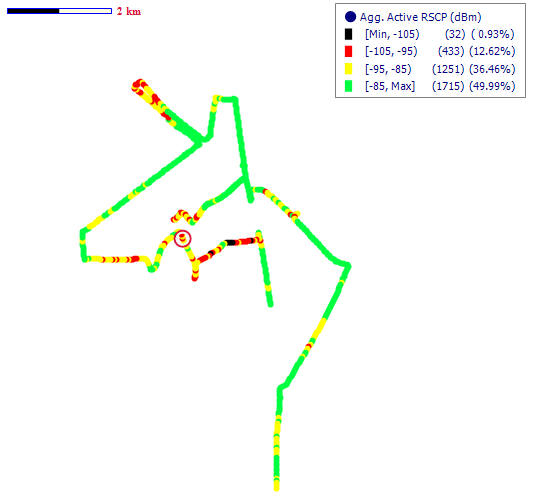 2 km
Agg. Active RSCP (dBm)
[Min, -105) (32) ( 0.93%)
[-105, -95) (433) (12.62%)
[-95, -85) (1251) (36.46%)
[-85, Max] (1715) (49.99%)